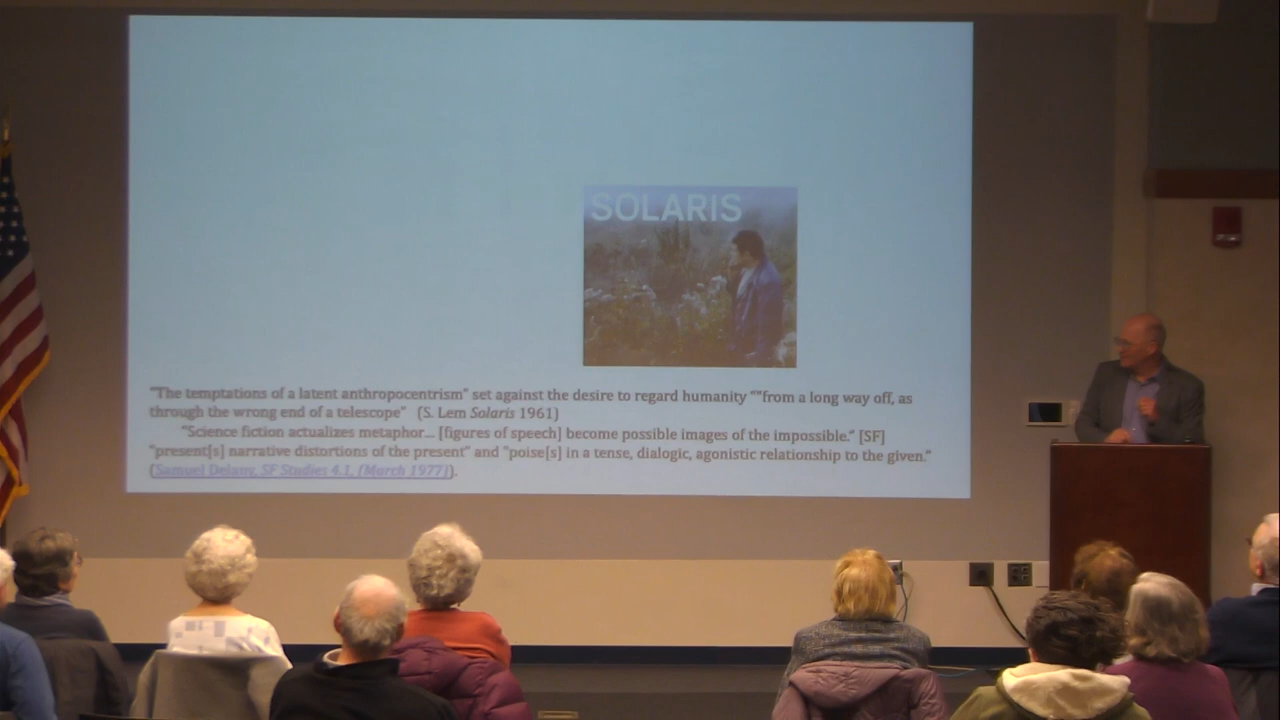 SOLARIS
"The temptations of a latent anthropocentrism" set against the desire to regard humanity ""from a long way off, as
through the wrong end of a telescope" (S. Lem Solaris 1961)
"Science fiction actualizes metaphor... [figures of speech] become possible images of the impossible." [SF]
"present[s] narrative distortions of the present" and "poise[s] in a tense, dialogic, agonistic relationship to the given."
(Samuel Delany, SF Studies 4.1, (March 1977)).